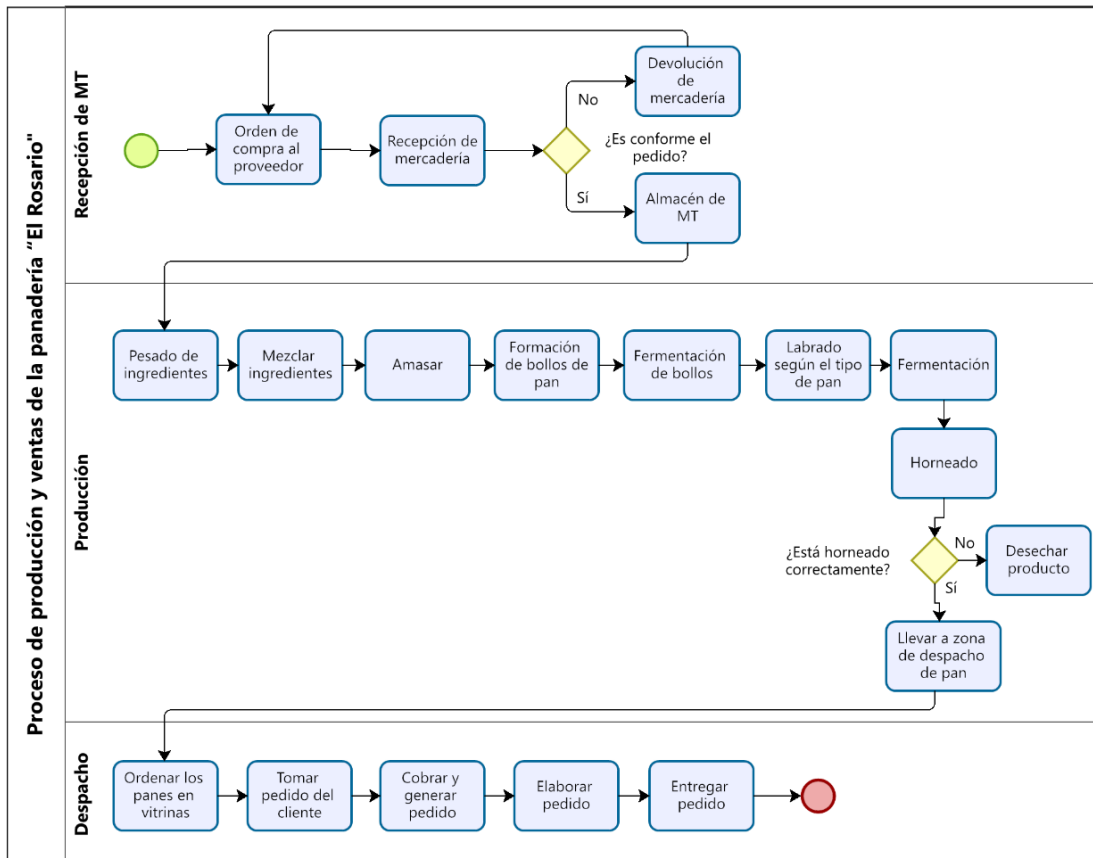 Proceso de producción y ventas de la panadería “El Rosario"
Recepción de MT
Orden de
compra al
proveedor
Recepción de
mercadería
¿Es conforme el
pedido?
No
Devolución
de
mercadería
Sí
Almacén de
MT
Producción
Pesado de
ingredientes
Mezclar
ingredientes
Amasar
Formación
de bollos de
pan
Fermentación
de bollos
Labrado
según el tipo
de pan
Fermentación
Horneado
¿Está horneado
correctamente?
No
Desechar
producto
Sí
Llevar a zona
de despacho
de pan
Despacho
Ordenar los
panes en
vitrinas
Tomar
pedido del
cliente
Cobrar y
generar
pedido
Elaborar
pedido
Entregar
pedido